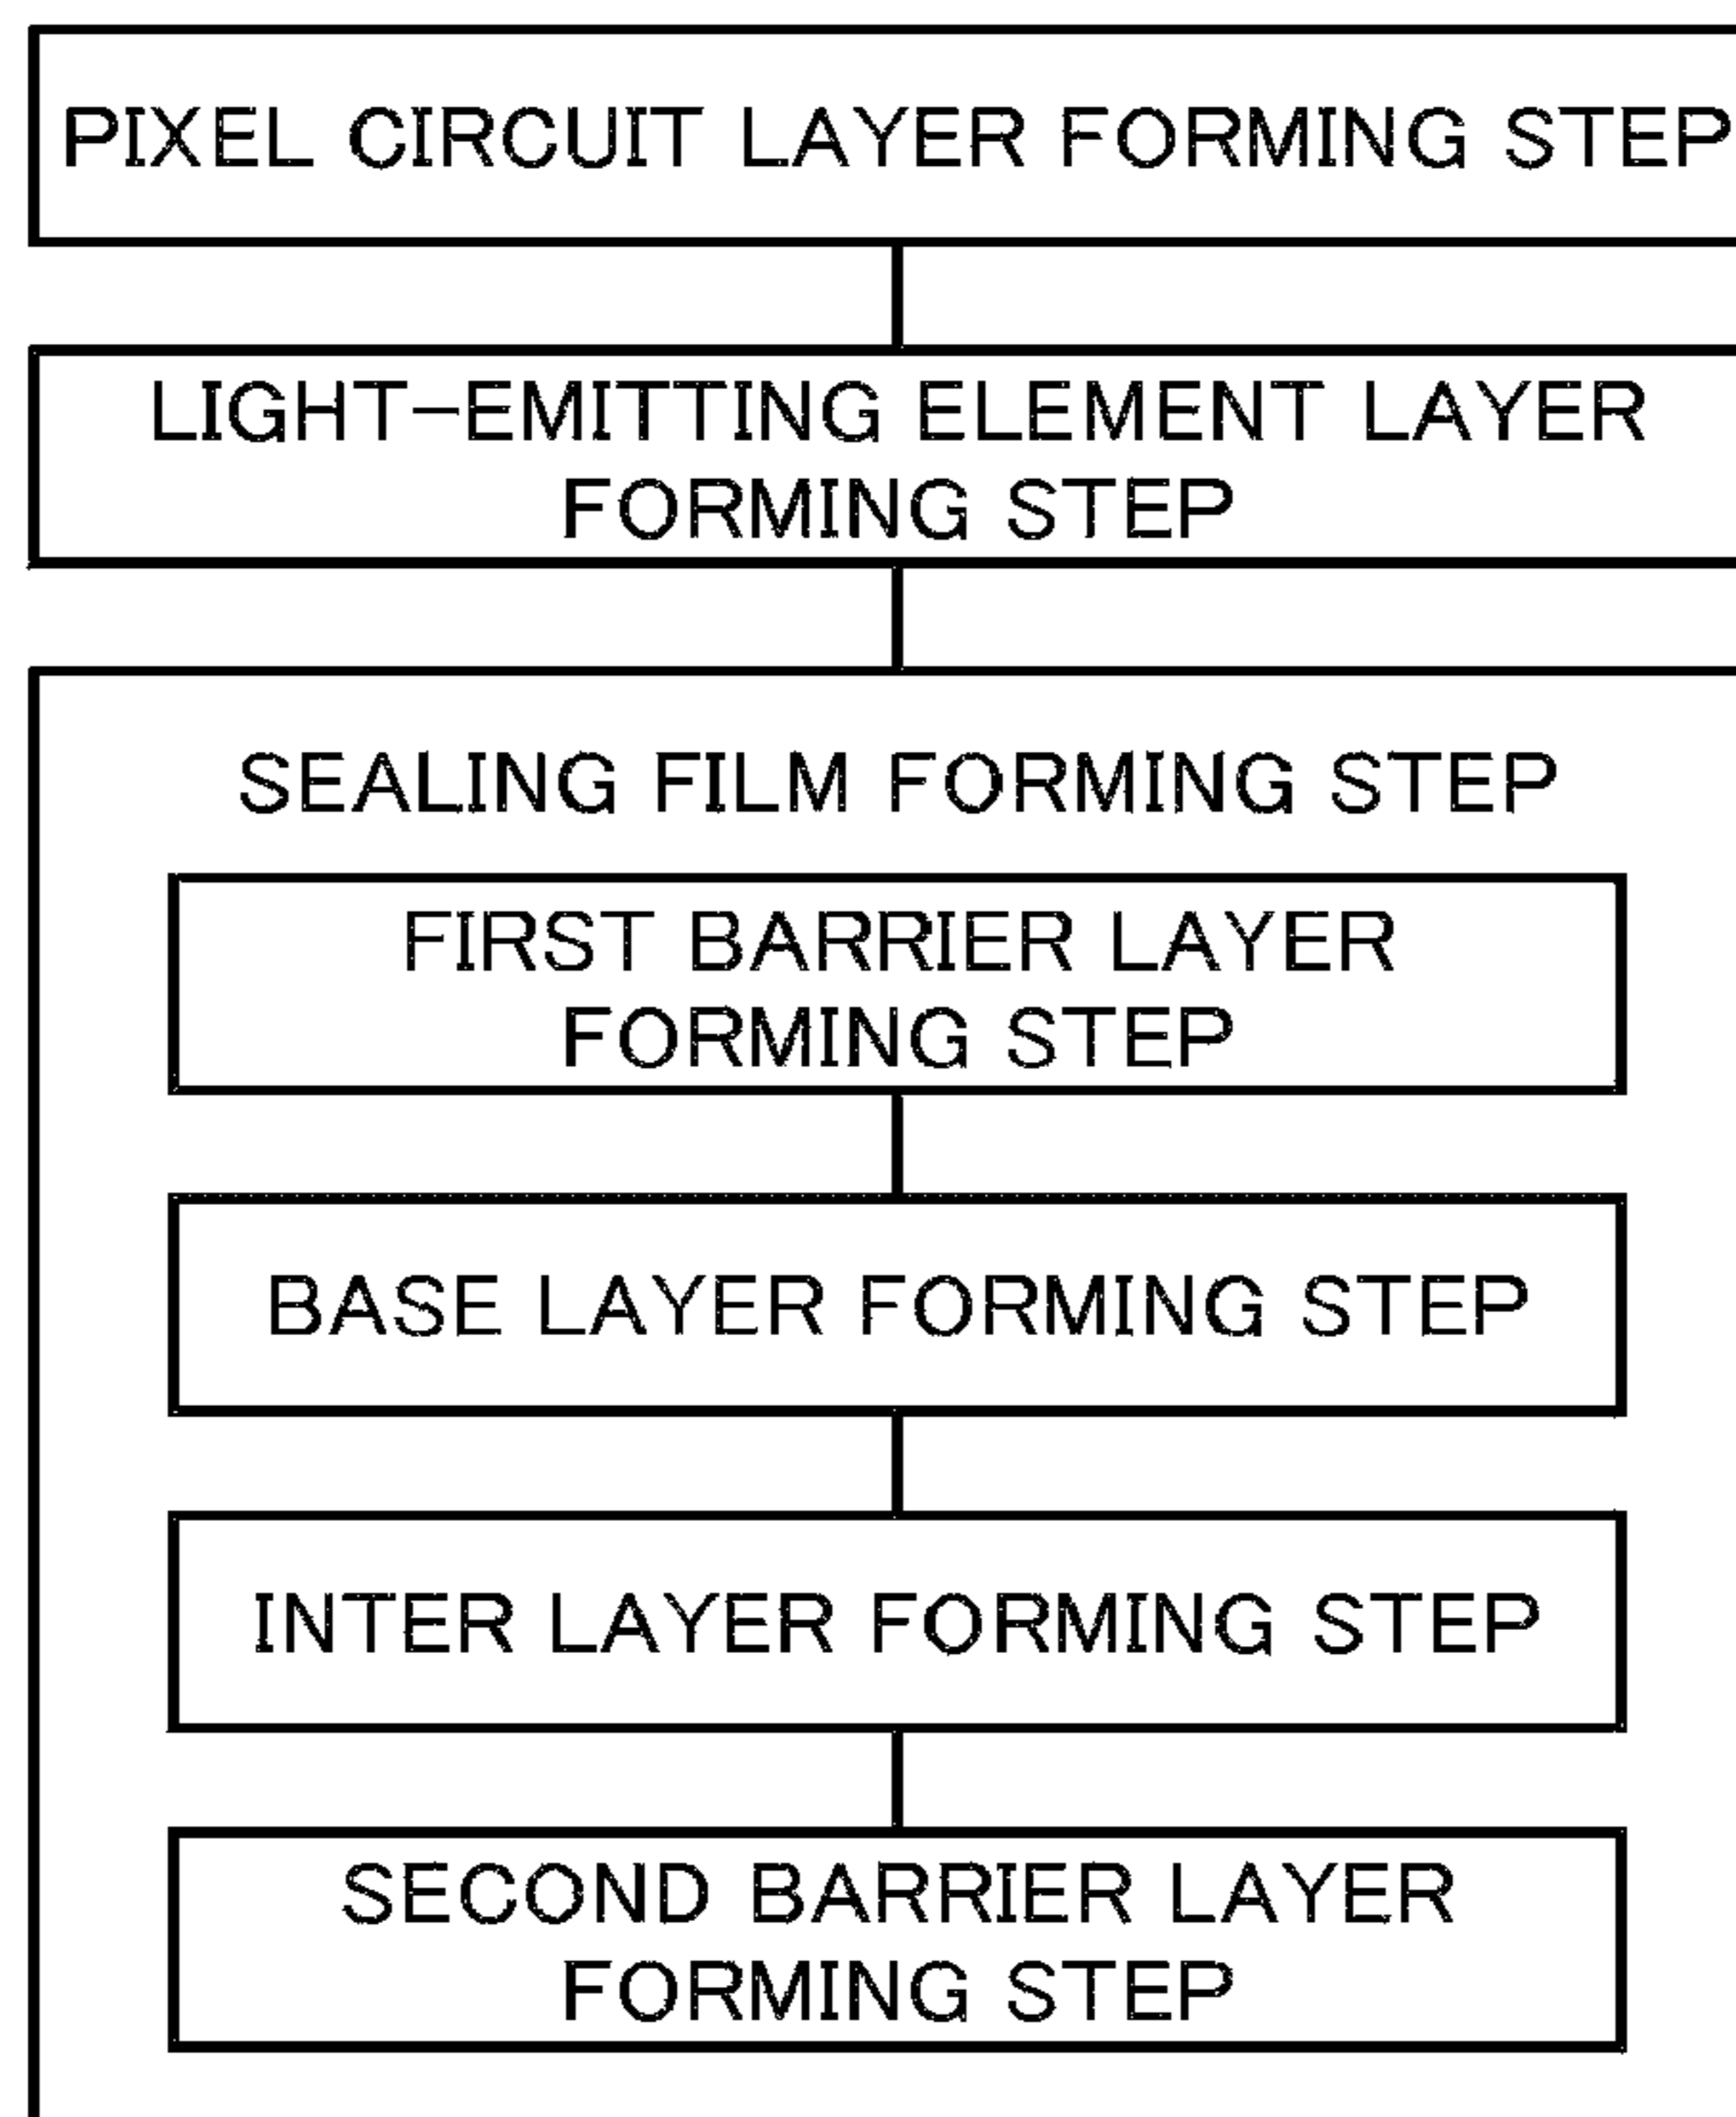 PIXEL CIRCUIT LAYER FORMING STEP
LIGHT-EMITTING ELEMENT LAYER
FORMING STEP
SEALING FILM FORMING STEP
FIRST BARRIER LAYER
FORMING STEP
BASE LAYER FORMING STEP
INTER LAYER FORMING STEP
SECOND BARRIER LAYER
FORMING STEP